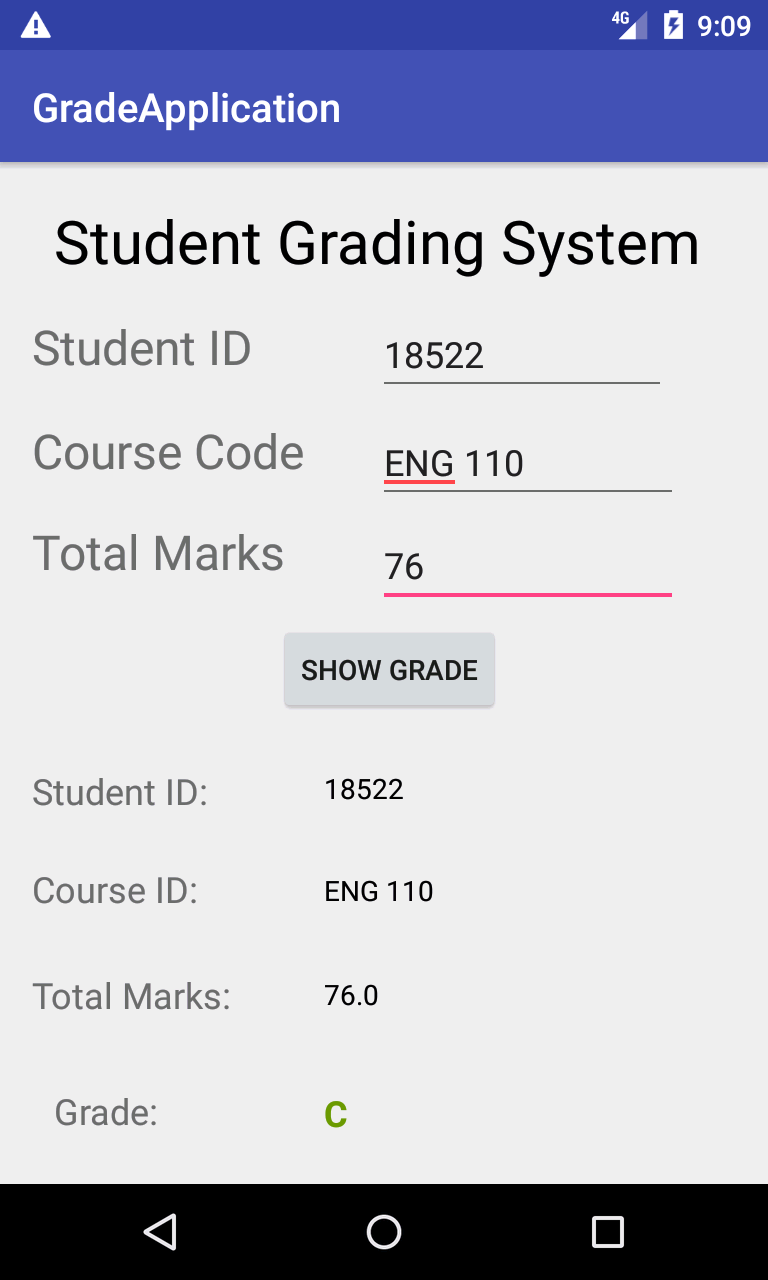 4G 9:09
GradeApplication
Student Grading System
Student ID 18522
Course Code ENG 110
Total Marks 76
SHOW GRADE
Student ID: 18522
Course ID: ENG 110
Total Marks: 76.0
Grade: C